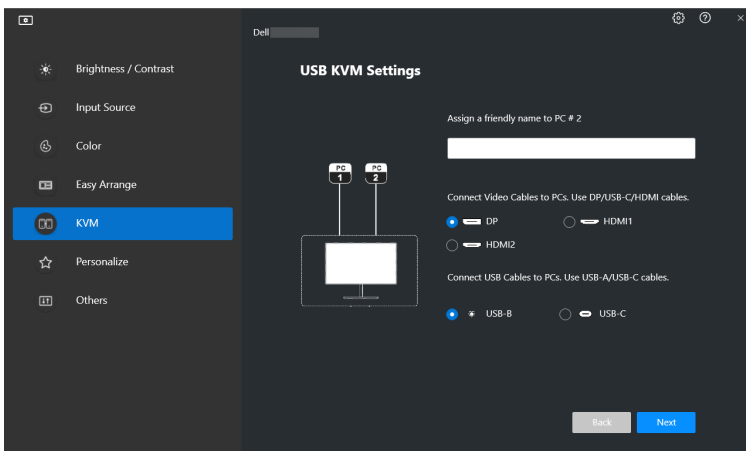 Dell
Brightness / Contrast
Input Source
Color
Easy Arrange
KVM
Personalize
Others
USB KVM Settings
PC
1
PC
2
Assign a friendly name to PC # 2
Connect Video Cables to PCs. Use DP/USB-C/HDMI cables.
DP
HDMI1
HDMI2
Connect USB Cables to PCs. Use USB-A/USB-C cables.
USB-B
USB-C
Back
Next